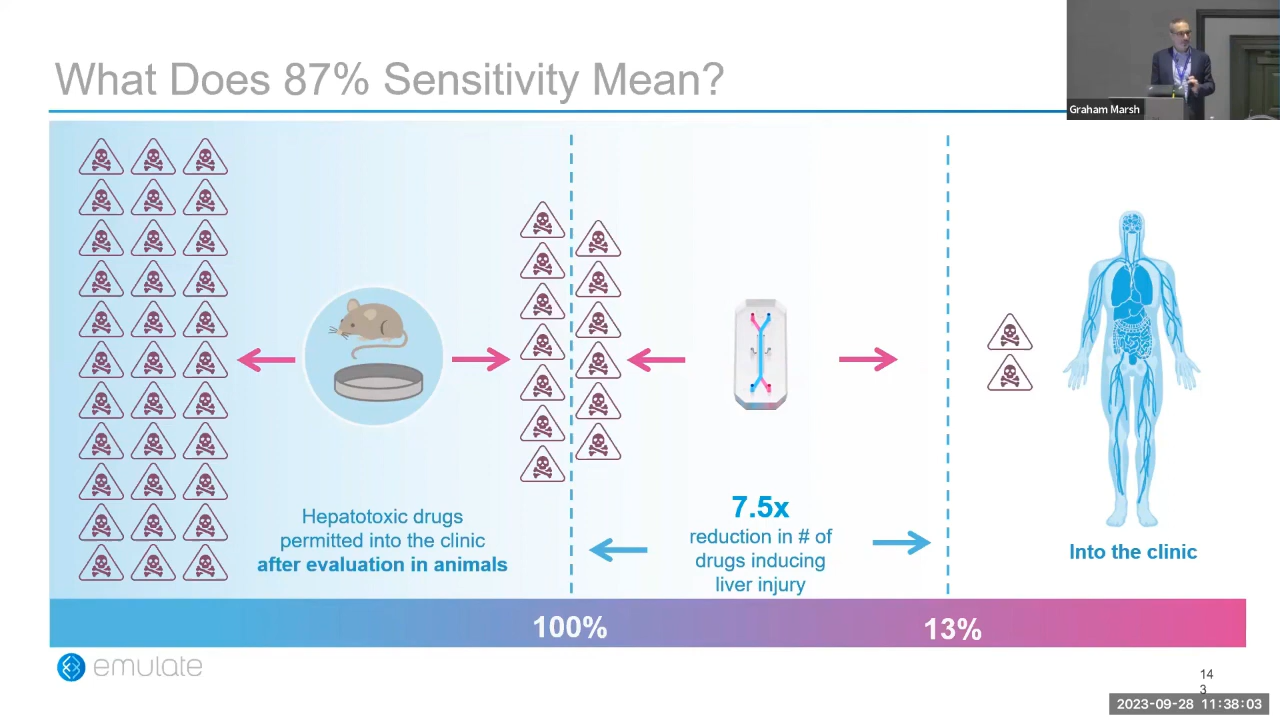 What Does 87% Sensitivity Mean?
Graham Marsh
Hepatotoxic drugs
permitted into the clinic
after evaluation in animals
7.5x
reduction in # of
drugs inducing
liver injury
Into the clinic
100%
13%
emulate
14
3
2023-09-28 11:38:03